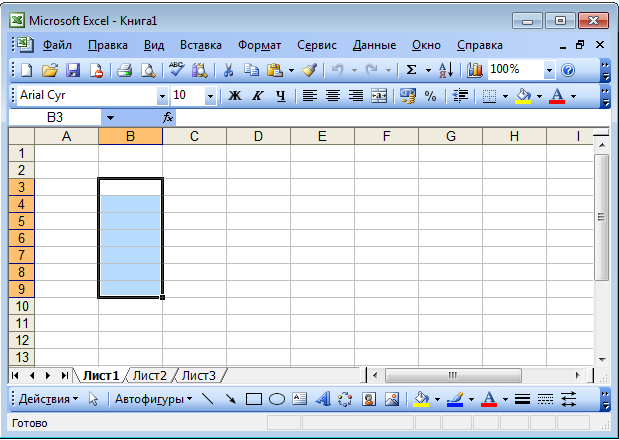 Microsoft Excel - Книга1
Файл Правка Вид Вставка Формат Сервис Данные Окно Справка
ABC Σ А Я 100%
Arial Cyr 10 Ж К Ч % А
B3 fx
A B C D E F G H I
1
2
3
4
5
6
7
8
9
10
11
12
13
Лист1 Лист2 Лист3
Действия Автофигуры A A
Готово